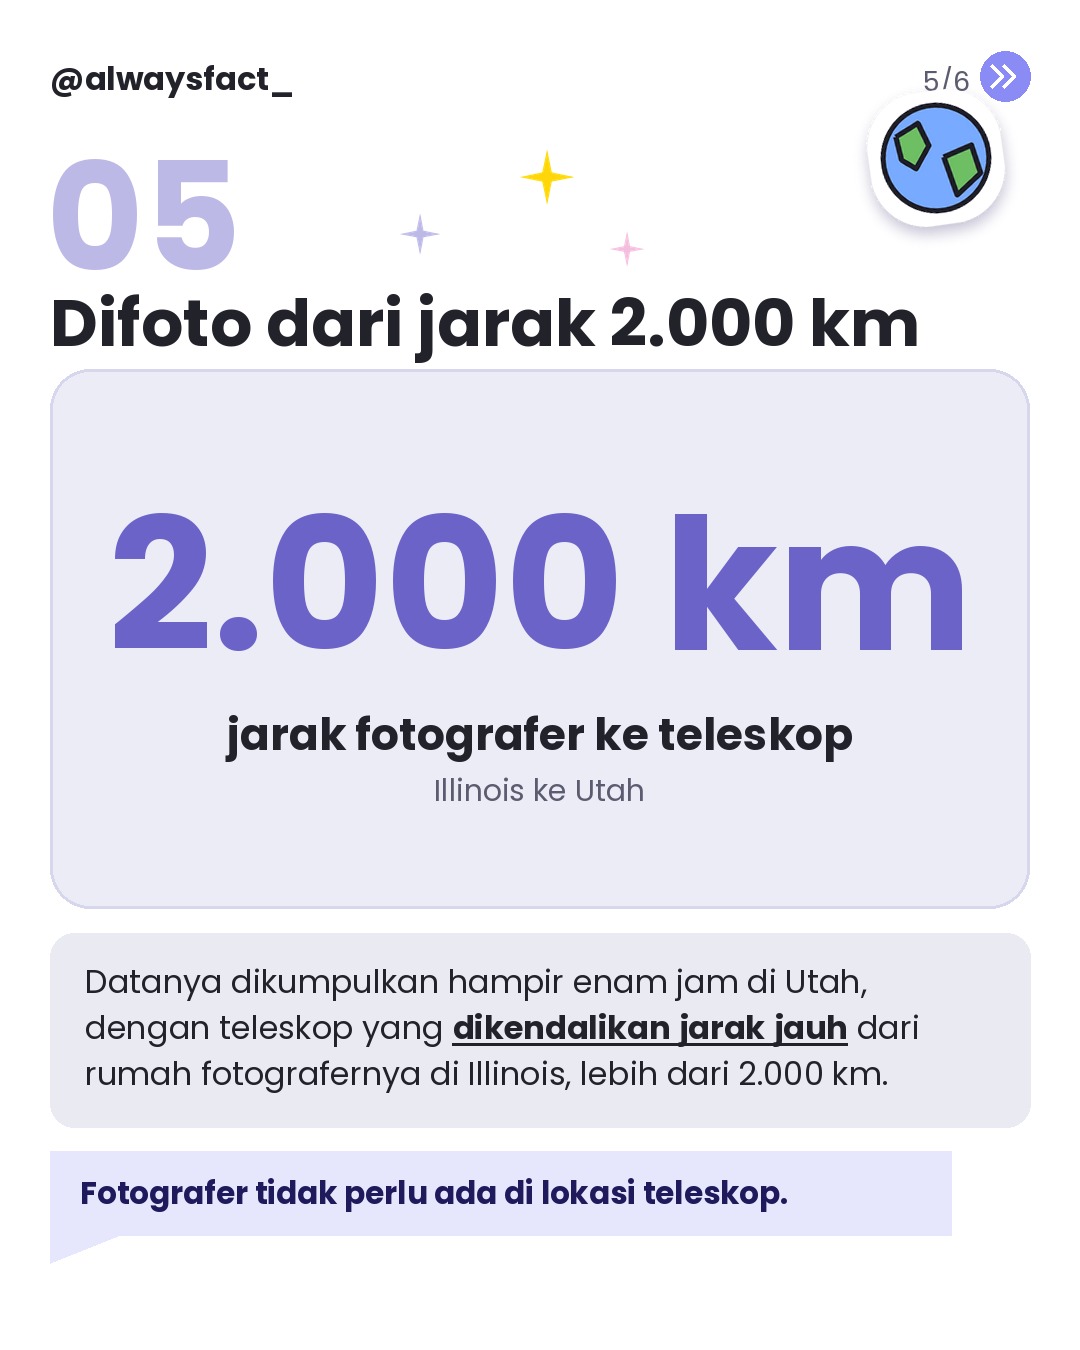 @alwaysfact_
5/6
05
Difoto dari jarak 2.000 km
2.000 km
jarak fotografer ke teleskop
Illinois ke Utah
Datanya dikumpulkan hampir enam jam di Utah,
dengan teleskop yang dikendalikan jarak jauh dari
rumah fotografernya di Illinois, lebih dari 2.000 km.
Fotografer tidak perlu ada di lokasi teleskop.